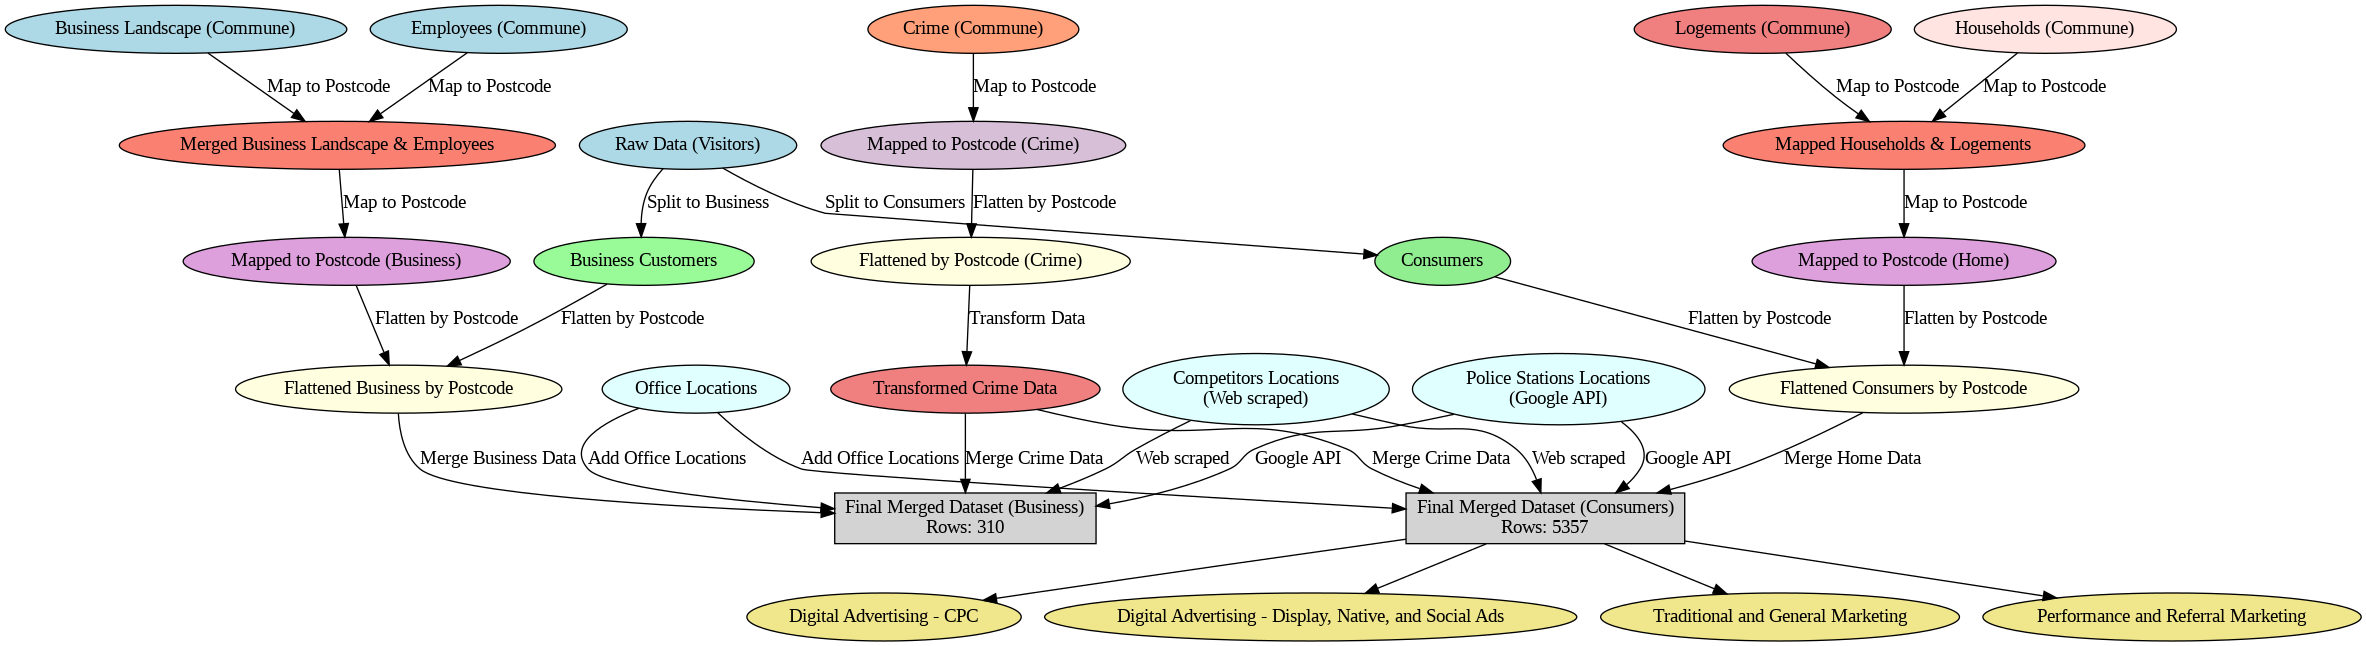 Business Landscape (Commune)
Employees (Commune)
Crime (Commune)
Logements (Commune)
Households (Commune)
Map to Postcode
Map to Postcode
Map to Postcode
Map to Postcode
Map to Postcode
Merged Business Landscape & Employees
Raw Data (Visitors)
Mapped to Postcode (Crime)
Mapped Households & Logements
Map to Postcode
Split to Business
Split to Consumers
Flatten by Postcode
Map to Postcode
Mapped to Postcode (Business)
Business Customers
Flattened by Postcode (Crime)
Consumers
Mapped to Postcode (Home)
Flatten by Postcode
Flatten by Postcode
Transform Data
Flatten by Postcode
Flatten by Postcode
Flattened Business by Postcode
Office Locations
Transformed Crime Data
Competitors Locations
(Web scraped)
Police Stations Locations
(Google API)
Flattened Consumers by Postcode
Merge Business Data
Add Office Locations
Add Office Locations
Merge Crime Data
Web scraped
Google API
Merge Crime Data
Web scraped
Google API
Merge Home Data
Final Merged Dataset (Business)
Rows: 310
Final Merged Dataset (Consumers)
Rows: 5357
Digital Advertising - CPC
Digital Advertising - Display, Native, and Social Ads
Traditional and General Marketing
Performance and Referral Marketing